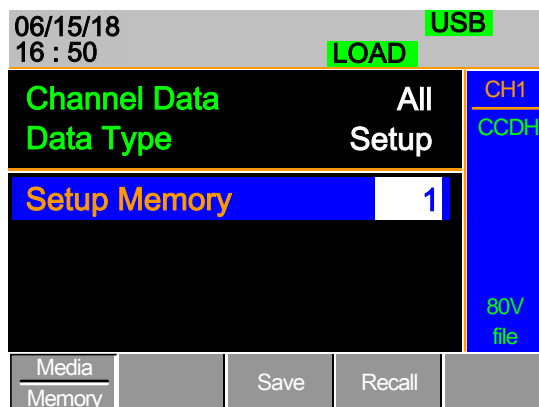 06/15/18
USB
16 : 50
LOAD
Channel Data All
Data Type Setup
Setup Memory 1
CH1
CCDH
80V
file
Media
Memory
Save
Recall